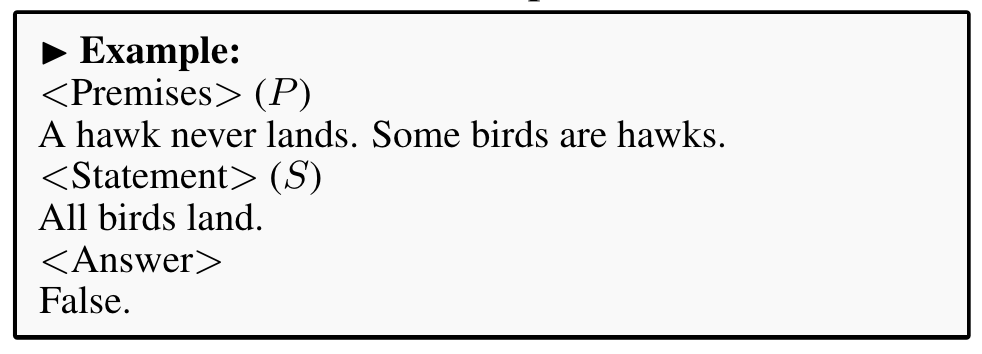 ► Example:
<Premises> (P)
A hawk never lands. Some birds are hawks.
<Statement> (S)
All birds land.
<Answer>
False.